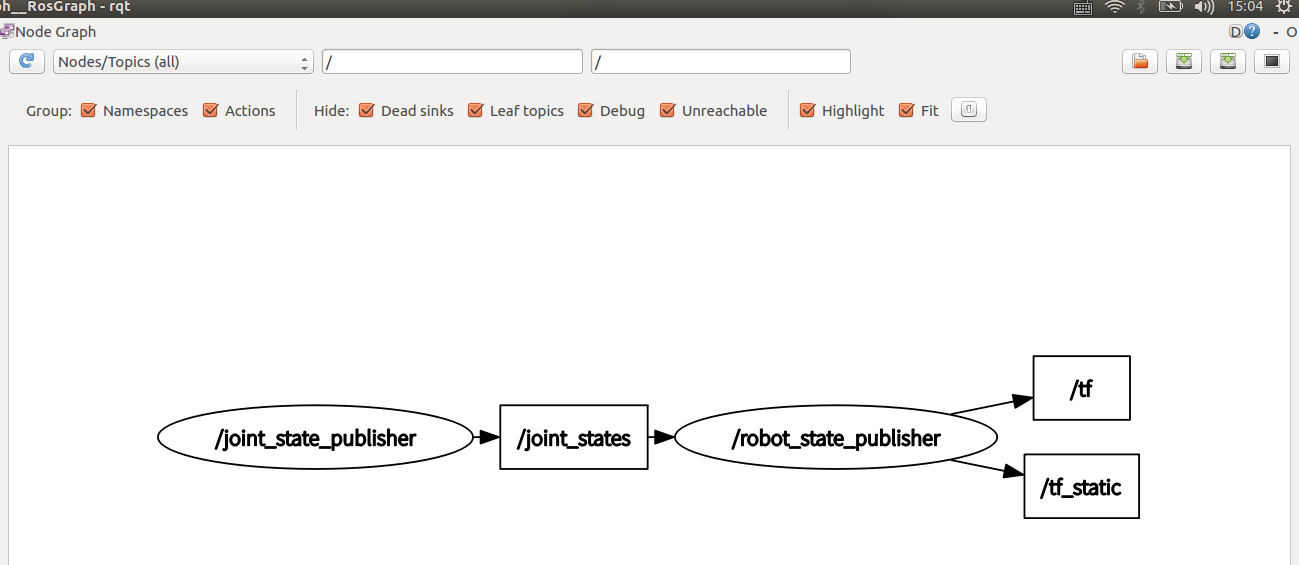 ph__RosGraph - rqt 15:04
Node Graph D ? - O
Nodes/Topics (all) / /
Group: Namespaces Actions Hide: Dead sinks Leaf topics Debug Unreachable Highlight Fit
/tf
/joint_state_publisher /joint_states /robot_state_publisher
/tf_static